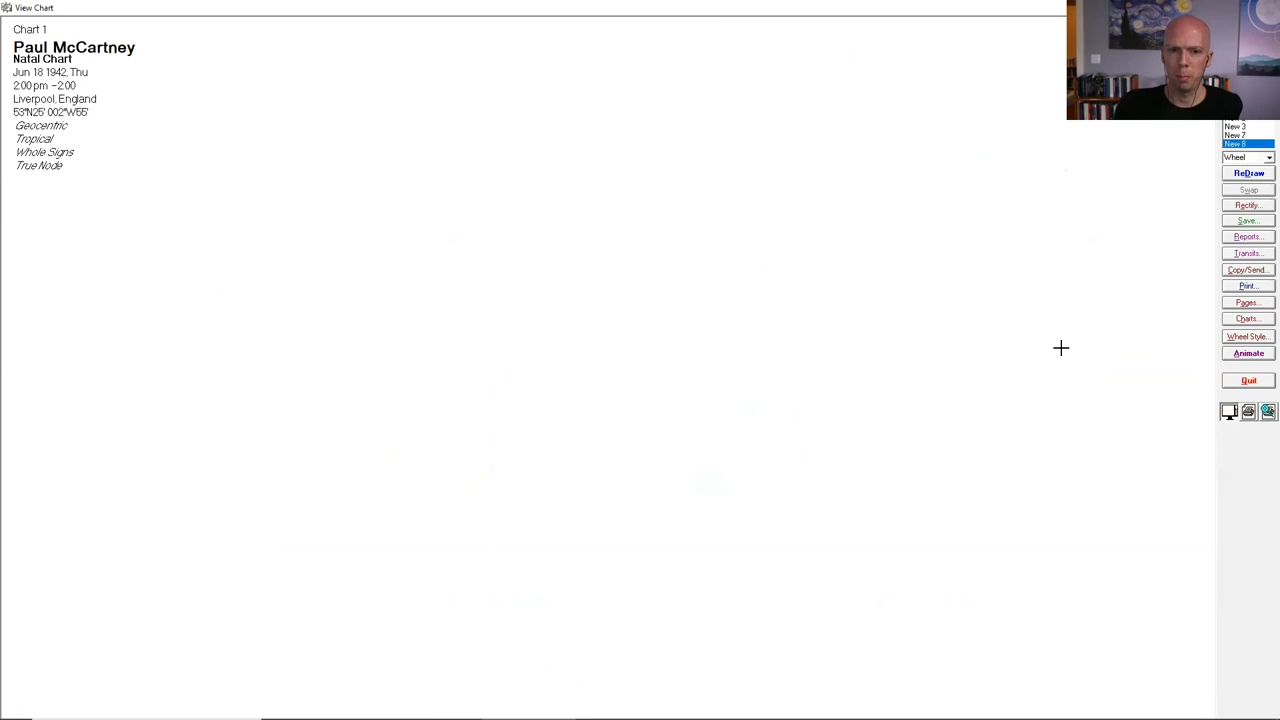 View Chart
Chart 1
Paul McCartney
Natal Chart
Jun 18 1942, Thu
2:00 pm -2:00
Liverpool, England
53°N25' 002°W55'
Geocentric
Tropical
Whole Signs
True Node
New 3
New 7
New 8
Wheel
ReDraw
Swap
Rectify...
Save...
Reports...
Transits...
Copy/Send...
Print...
Pages...
Charts...
Wheel Style...
Animate
Quit